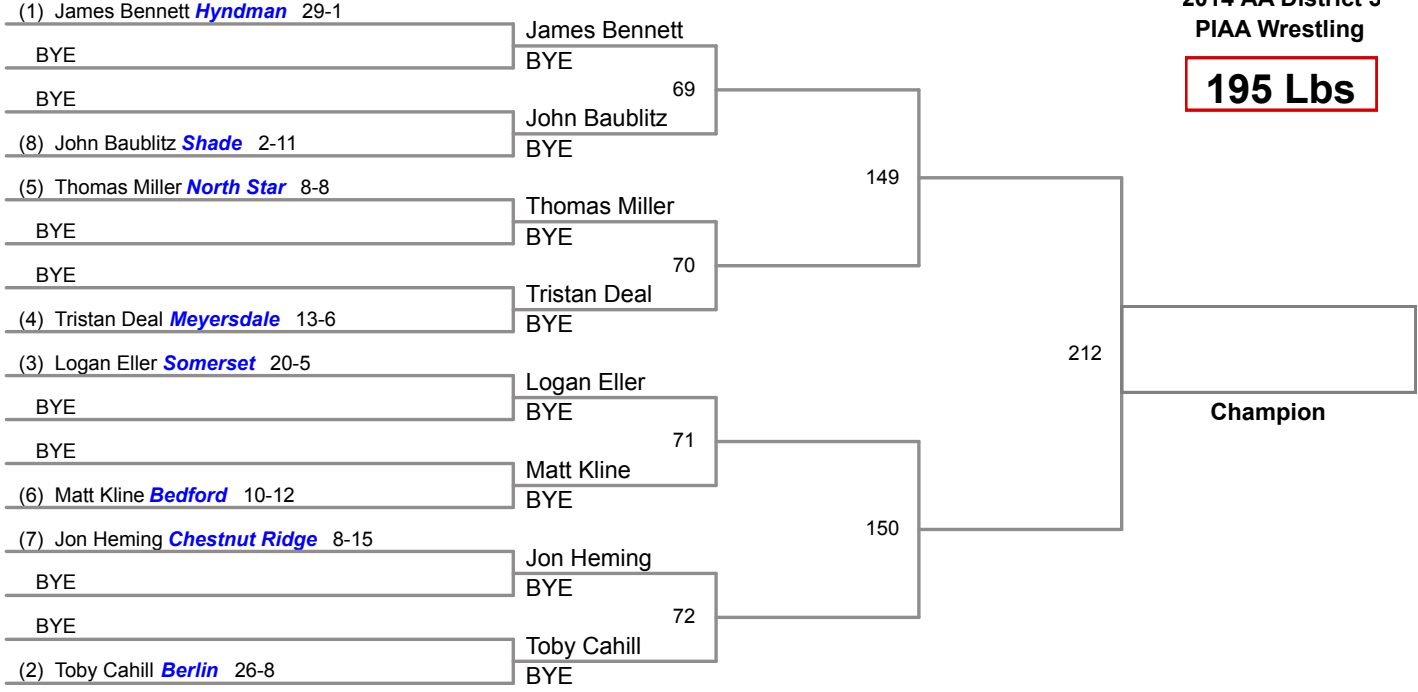 (1) James Bennett Hyndman 29-1
BYE
BYE
(8) John Baublitz Shade 2-11
(5) Thomas Miller North Star 8-8
BYE
BYE
(4) Tristan Deal Meyersdale 13-6
(3) Logan Eller Somerset 20-5
BYE
BYE
(6) Matt Kline Bedford 10-12
(7) Jon Heming Chestnut Ridge 8-15
BYE
BYE
(2) Toby Cahill Berlin 26-8
James Bennett
BYE
69
John Baublitz
BYE
Thomas Miller
BYE
70
Tristan Deal
BYE
Logan Eller
BYE
71
Matt Kline
BYE
Jon Heming
BYE
72
Toby Cahill
BYE
149
150
212
2014 AA District 5
PIAA Wrestling
195 Lbs
Champion